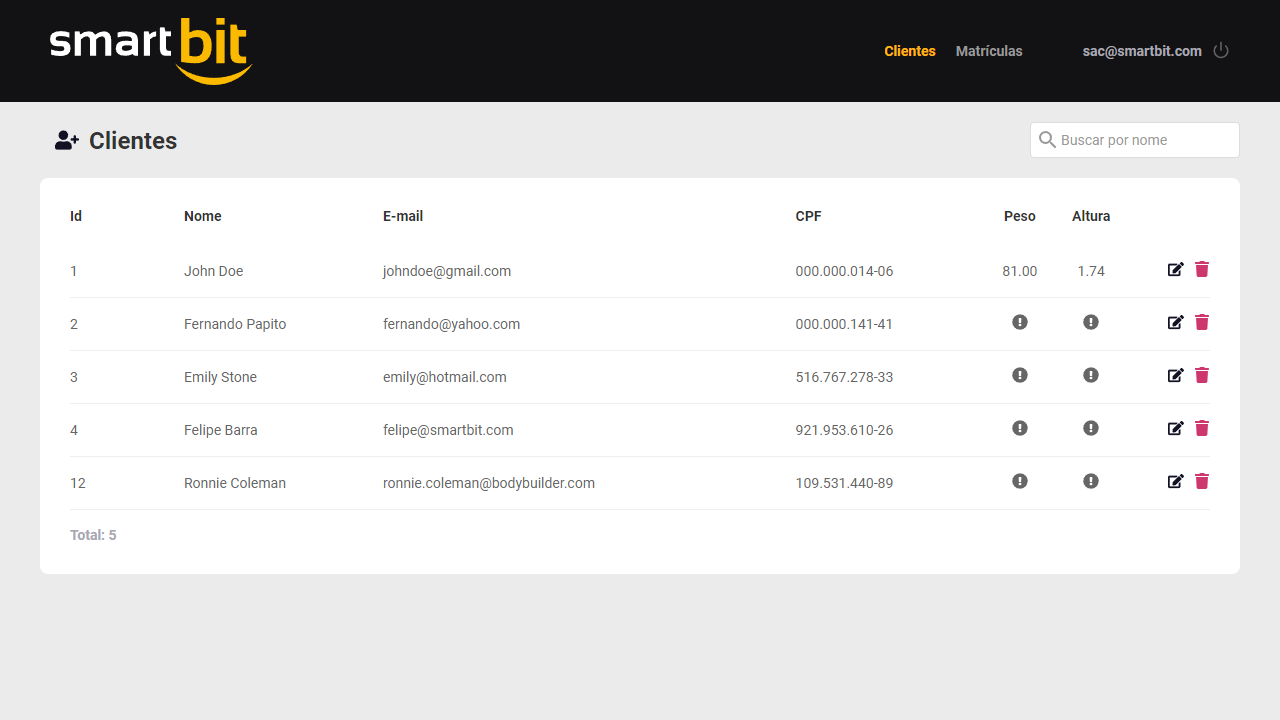 smartbit Clientes Matrículas sac@smartbit.com
Clientes Buscar por nome
Id Nome E-mail CPF Peso Altura
1 John Doe johndoe@gmail.com 000.000.014-06 81.00 1.74
2 Fernando Papito fernando@yahoo.com 000.000.141-41
3 Emily Stone emily@hotmail.com 516.767.278-33
4 Felipe Barra felipe@smartbit.com 921.953.610-26
12 Ronnie Coleman ronnie.coleman@bodybuilder.com 109.531.440-89
Total: 5